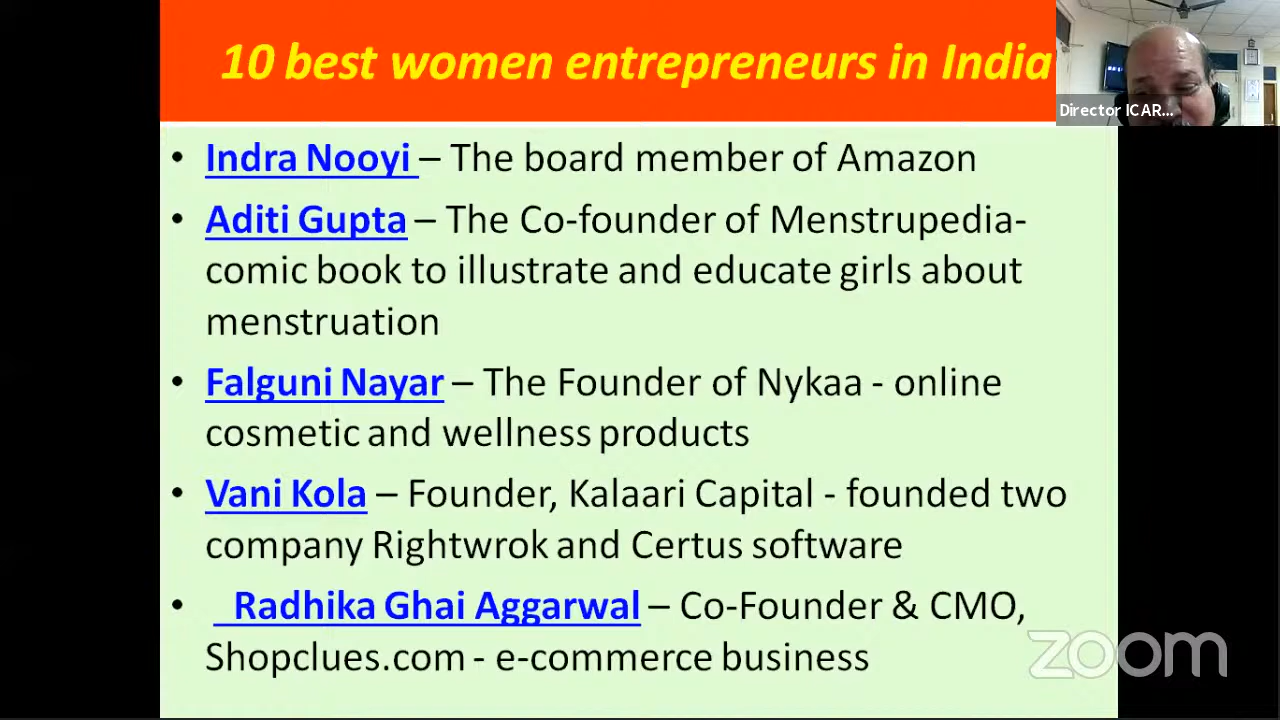 10 best women entrepreneurs in India
Director ICAR...
• Indra Nooyi – The board member of Amazon
• Aditi Gupta – The Co-founder of Menstrupedia-
comic book to illustrate and educate girls about
menstruation
• Falguni Nayar – The Founder of Nykaa - online
cosmetic and wellness products
• Vani Kola – Founder, Kalaari Capital - founded two
company Rightwrok and Certus software
• Radhika Ghai Aggarwal – Co-Founder & CMO,
Shopclues.com - e-commerce business
zoom